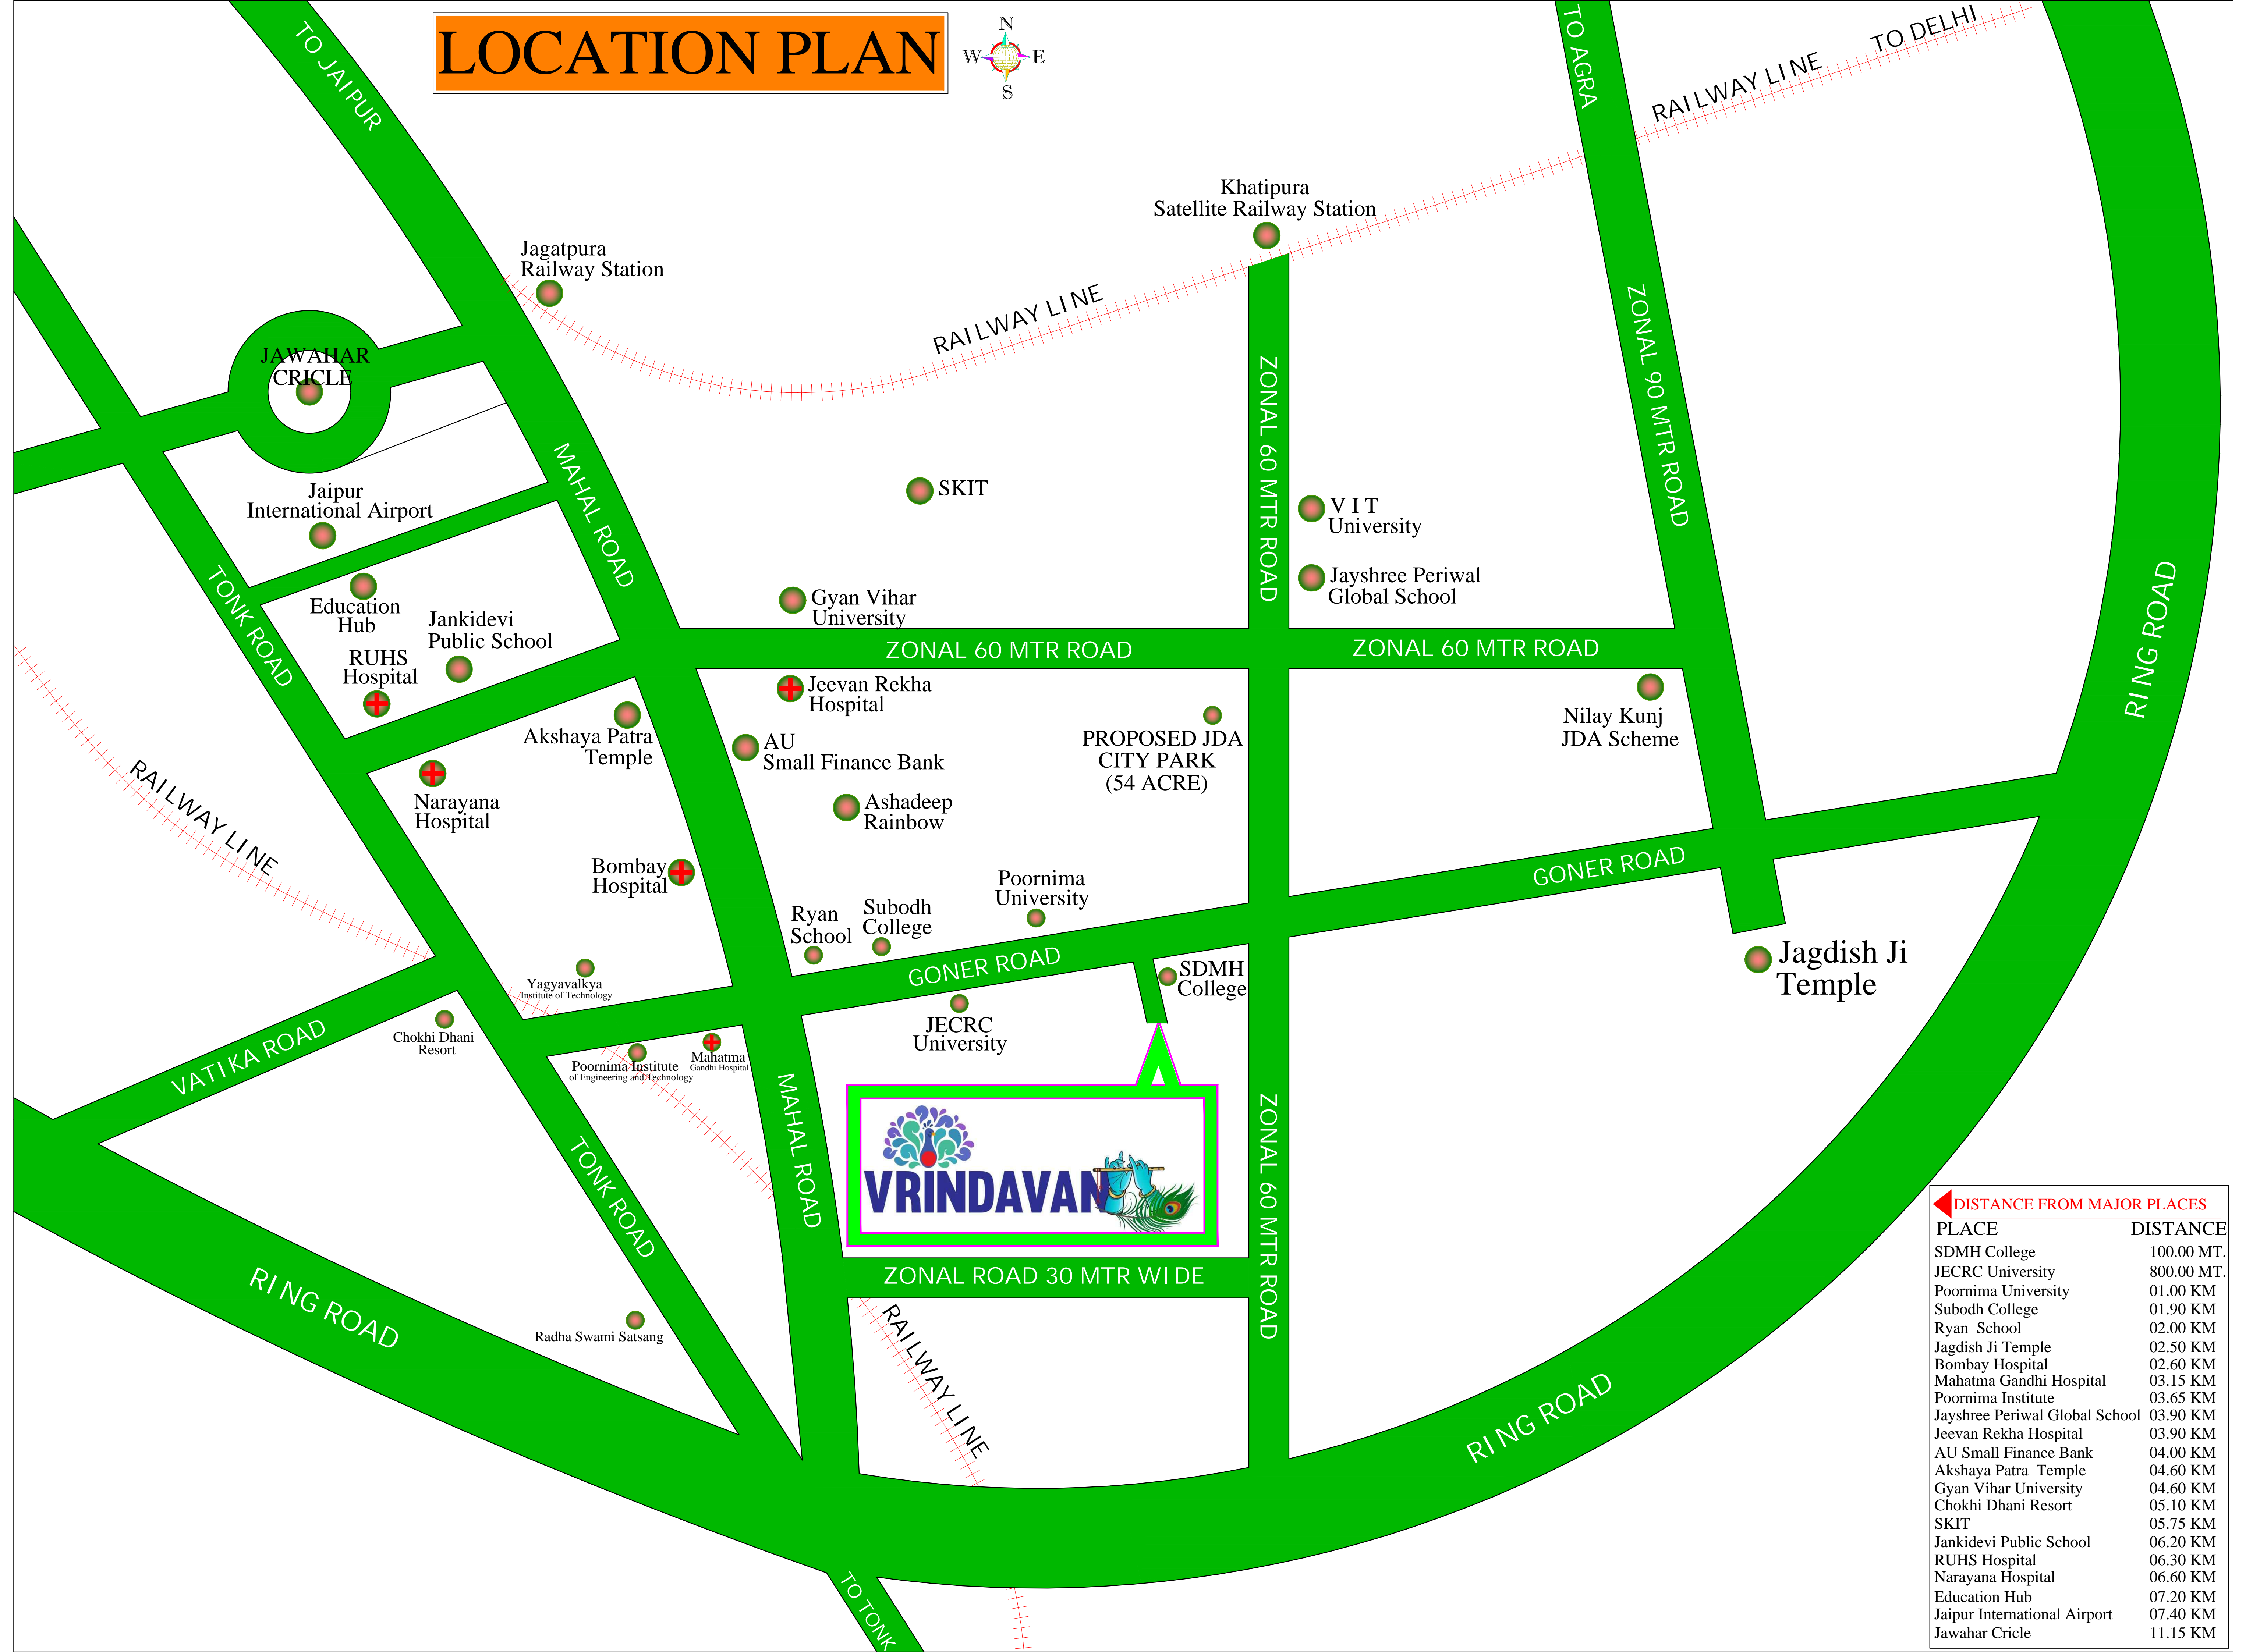 LOCATION PLAN
N
W E
S
TO JAIPUR
TO AGRA
TO DELHI
RAILWAY LINE
Khatipura
Satellite Railway Station
Jagatpura
Railway Station
RAILWAY LINE
JAWAHAR
CRICLE
ZONAL 60 MTR ROAD
ZONAL 90 MTR ROAD
MAHAL ROAD
SKIT
Jaipur
International Airport
V I T
University
Jayshree Periwal
Global School
TONK ROAD
Education
Hub
Jankidevi
Public School
Gyan Vihar
University
RUHS
Hospital
ZONAL 60 MTR ROAD
ZONAL 60 MTR ROAD
RING ROAD
Jeevan Rekha
Hospital
Akshaya Patra
Temple
AU
Small Finance Bank
PROPOSED JDA
CITY PARK
(54 ACRE)
Nilay Kunj
JDA Scheme
RAILWAY LINE
Narayana
Hospital
Ashadeep
Rainbow
Bombay
Hospital
Poornima
University
GONER ROAD
Ryan
School
Subodh
College
GONER ROAD
SDMH
College
Jagdish Ji
Temple
Yagyavalkya
Institute of Technology
JECRC
University
Chokhi Dhani
Resort
VATIKA ROAD
Poornima Institute
of Engineering and Technology
Mahatma
Gandhi Hospital
MAHAL ROAD
VRINDAVAN
ZONAL 60 MTR ROAD
TONK ROAD
ZONAL ROAD 30 MTR WIDE
RING ROAD
Radha Swami Satsang
RAILWAY LINE
RING ROAD
TO TONK
DISTANCE FROM MAJOR PLACES
PLACE DISTANCE
SDMH College 100.00 MT.
JECRC University 800.00 MT.
Poornima University 01.00 KM
Subodh College 01.90 KM
Ryan School 02.00 KM
Jagdish Ji Temple 02.50 KM
Bombay Hospital 02.60 KM
Mahatma Gandhi Hospital 03.15 KM
Poornima Institute 03.65 KM
Jayshree Periwal Global School 03.90 KM
Jeevan Rekha Hospital 03.90 KM
AU Small Finance Bank 04.00 KM
Akshaya Patra Temple 04.60 KM
Gyan Vihar University 04.60 KM
Chokhi Dhani Resort 05.10 KM
SKIT 05.75 KM
Jankidevi Public School 06.20 KM
RUHS Hospital 06.30 KM
Narayana Hospital 06.60 KM
Education Hub 07.20 KM
Jaipur International Airport 07.40 KM
Jawahar Cricle 11.15 KM